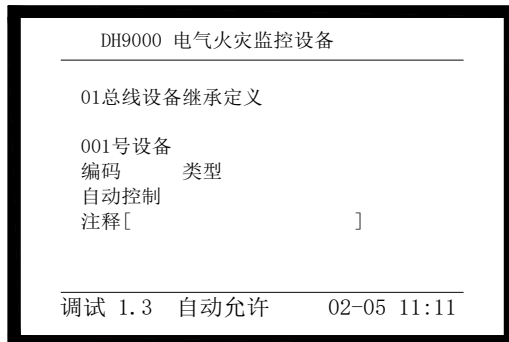 DH9000 电气火灾监控设备
01总线设备继承定义
001号设备
编码 类型
自动控制
注释[ ]
调试 1.3 自动允许 02-05 11:11